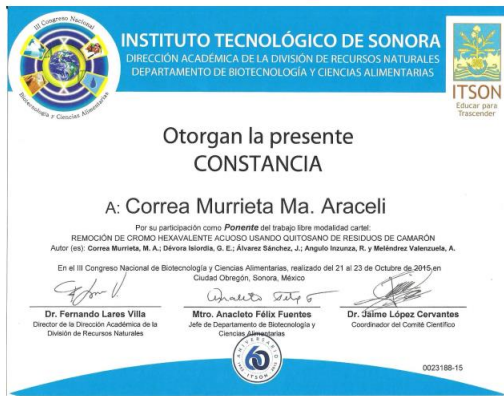 III Congreso Nacional
Biotecnología y Ciencias Alimentarias
INSTITUTO TECNOLÓGICO DE SONORA
DIRECCIÓN ACADÉMICA DE LA DIVISIÓN DE RECURSOS NATURALES
DEPARTAMENTO DE BIOTECNOLOGÍA Y CIENCIAS ALIMENTARIAS
ITSON
Educar para
Trascender
Otorgan la presente
CONSTANCIA
A: Correa Murrieta Ma. Araceli
Por su participación como Ponente del trabajo libre modalidad cartel:
REMOCIÓN DE CROMO HEXAVALENTE ACUOSO USANDO QUITOSANO DE RESIDUOS DE CAMARÓN
Autor (es): Correa Murrieta, M. A.; Dévora Isiordia, G. E.; Álvarez Sánchez, J.; Angulo Inzunza, R. y Meléndrez Valenzuela, A.
En el III Congreso Nacional de Biotecnología y Ciencias Alimentarias, realizado del 21 al 23 de Octubre de 2015,en
Ciudad Obregón, Sonora, México
Dr. Fernando Lares Villa
Director de la Dirección Académica de la
División de Recursos Naturales
Mtro. Anacleto Félix Fuentes
Jefe de Departamento de Biotecnología y
Ciencias Alimentarias
Dr. Jaime López Cervantes
Coordinador del Comité Científico
ANIVERSARIO
60
ITSON
0023188-15